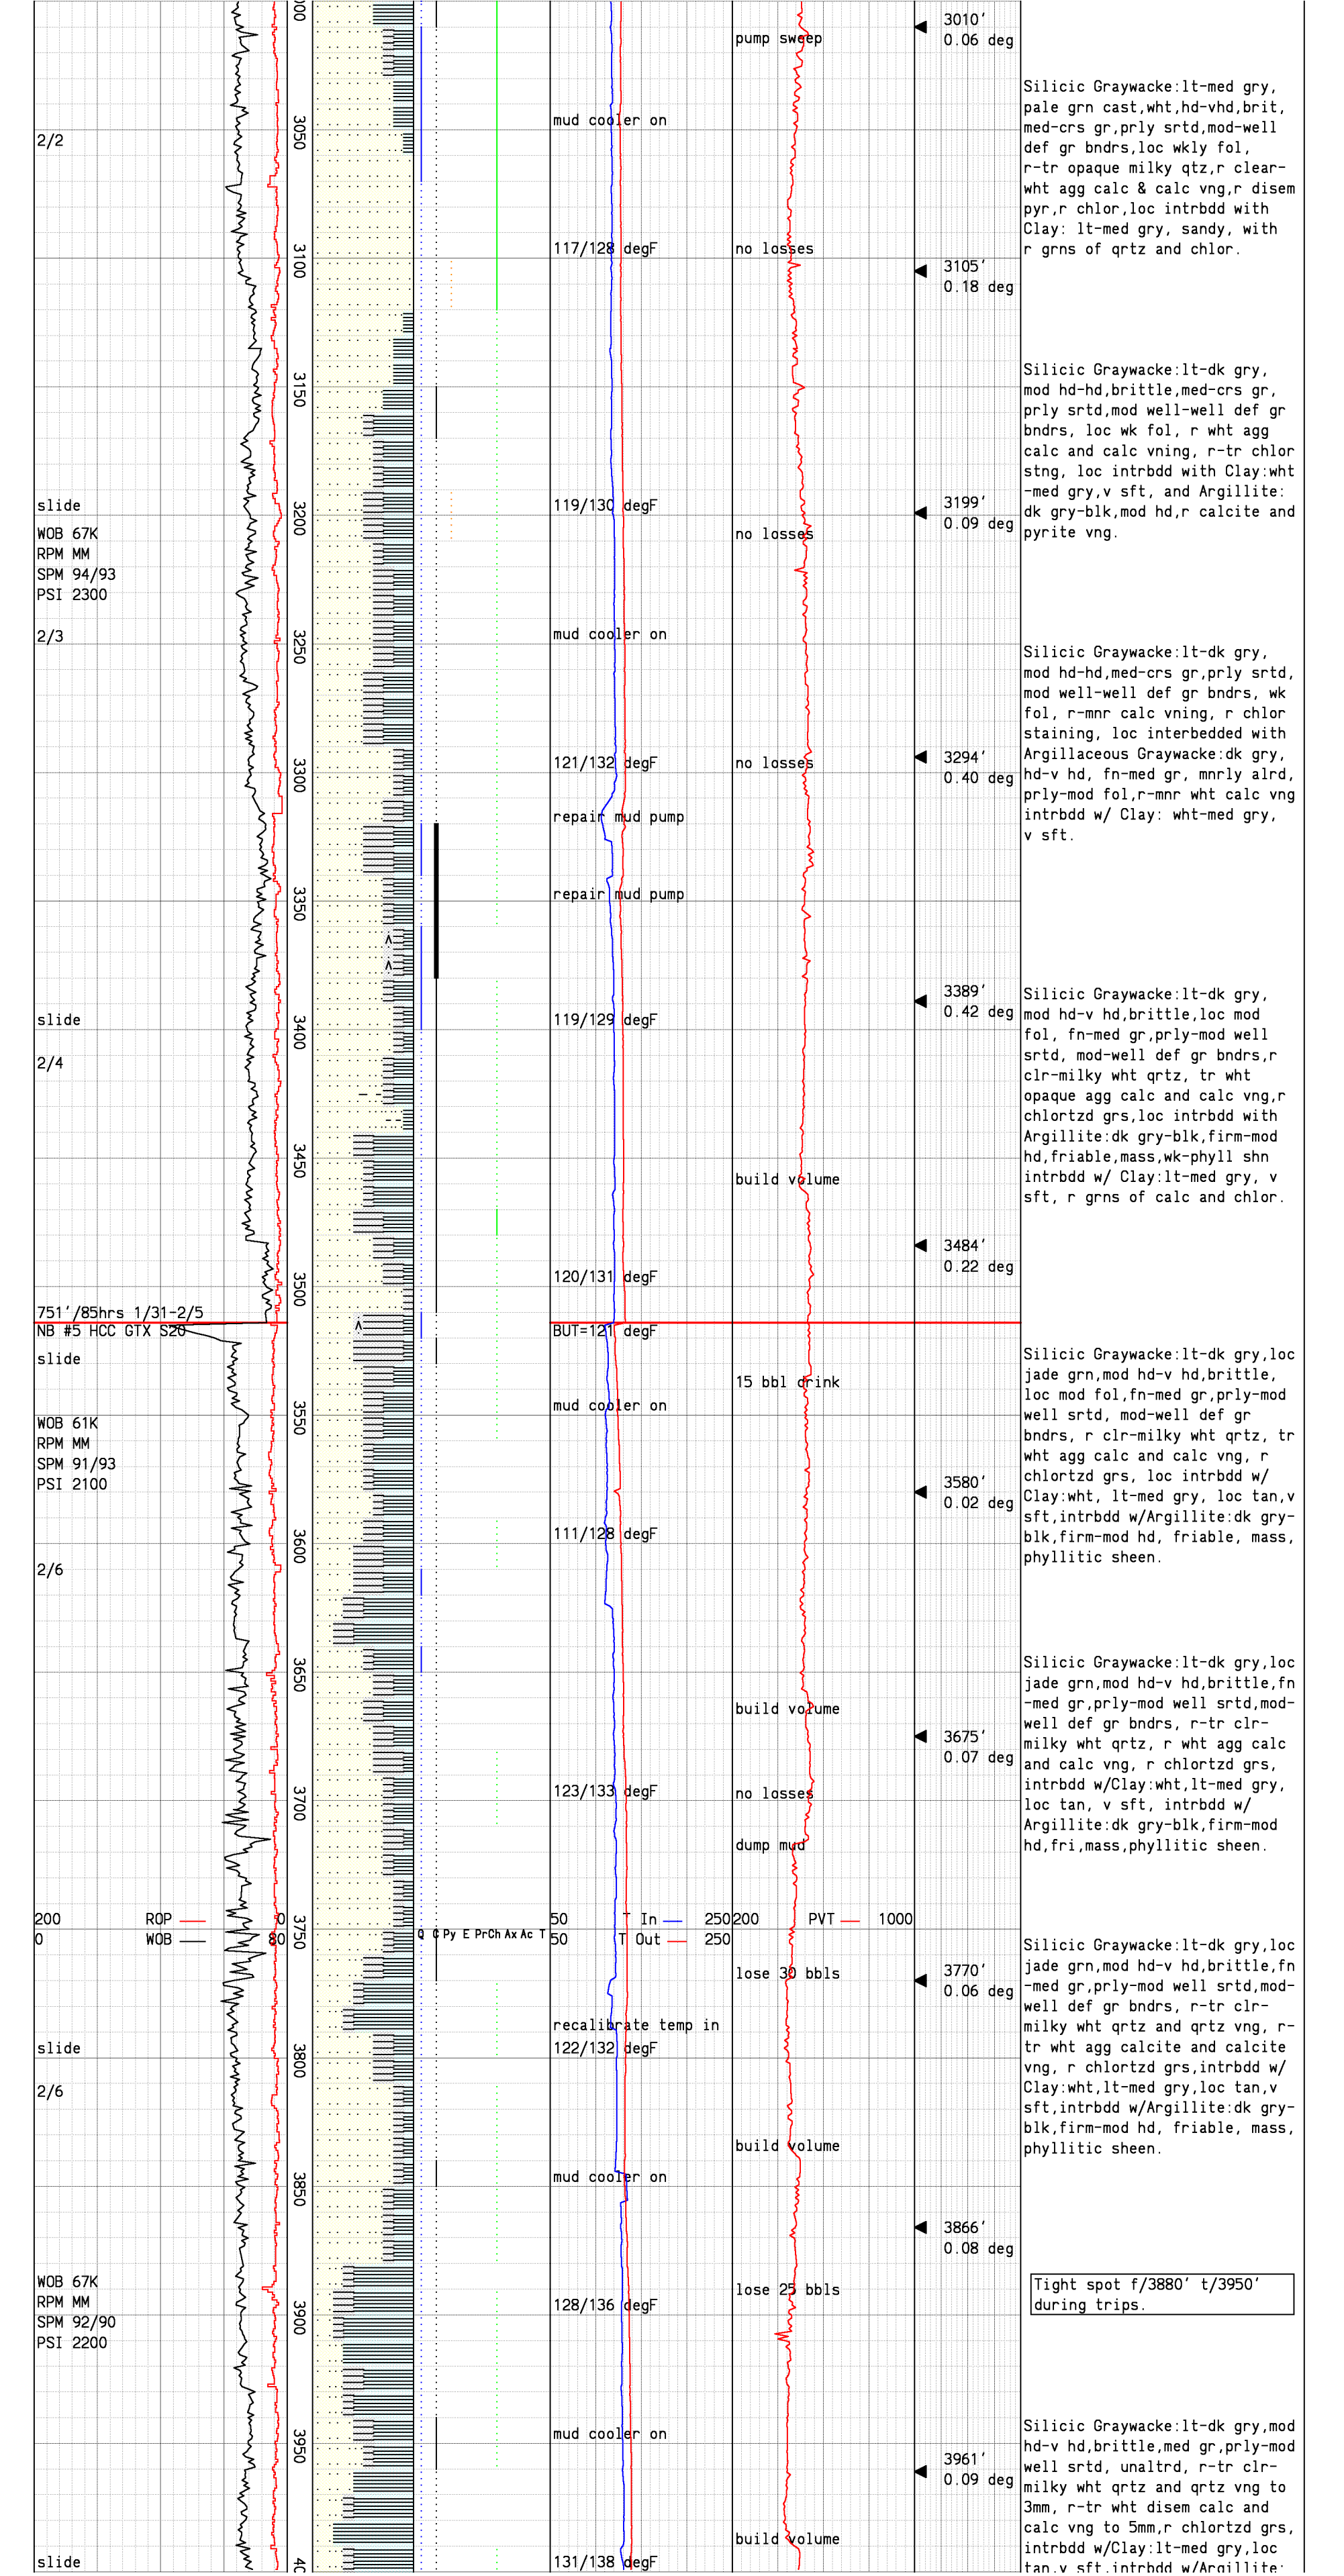 000
3010'
0.06 deg
pump sweep
Silicic Graywacke:lt-med gry,
pale grn cast,wht,hd-vhd,brit,
med-crs gr,prly srtd,mod-well
def gr bndrs,loc wkly fol,
r-tr opaque milky qtz,r clear-
wht agg calc & calc vng,r disem
pyr,r chlor,loc intrbdd with
Clay: lt-med gry, sandy, with
r grns of qrtz and chlor.
mud cooler on
2/2
3050
117/128 degF
no losses
3100
3105'
0.18 deg
3150
Silicic Graywacke:lt-dk gry,
mod hd-hd,brittle,med-crs gr,
prly srtd,mod well-well def gr
bndrs, loc wk fol, r wht agg
calc and calc vning, r-tr chlor
stng, loc intrbdd with Clay:wht
-med gry,v sft, and Argillite:
dk gry-blk,mod hd,r calcite and
pyrite vng.
slide
WOB 67K
RPM MM
SPM 94/93
PSI 2300
3200
119/130 degF
no losses
3199'
0.09 deg
2/3
3250
mud cooler on
Silicic Graywacke:lt-dk gry,
mod hd-hd,med-crs gr,prly srtd,
mod well-well def gr bndrs, wk
fol, r-mnr calc vning, r chlor
staining, loc interbedded with
Argillaceous Graywacke:dk gry,
hd-v hd, fn-med gr, mnrly alrd,
prly-mod fol,r-mnr wht calc vng
intrbdd w/ Clay: wht-med gry,
v sft.
3300
121/132 degF
no losses
3294'
0.40 deg
repair mud pump
3350
repair mud pump
^
^
slide
3400
119/129 degF
3389'
0.42 deg
2/4
Silicic Graywacke:lt-dk gry,
mod hd-v hd,brittle,loc mod
fol, fn-med gr,prly-mod well
srtd, mod-well def gr bndrs,r
clr-milky wht qrtz, tr wht
opaque agg calc and calc vng,r
chlortzd grs,loc intrbdd with
Argillite:dk gry-blk,firm-mod
hd,friable,mass,wk-phyll shn
intrbdd w/ Clay:lt-med gry, v
sft, r grns of calc and chlor.
3450
build volume
3484'
0.22 deg
3500
120/131 degF
751'/85hrs 1/31-2/5
NB #5 HCC GTX S20
^
BUT=121 degF
slide
15 bbl drink
mud cooler on
3550
WOB 61K
RPM MM
SPM 91/93
PSI 2100
Silicic Graywacke:lt-dk gry,loc
jade grn,mod hd-v hd,brittle,
loc mod fol,fn-med gr,prly-mod
well srtd, mod-well def gr
bndrs, r clr-milky wht qrtz, tr
wht agg calc and calc vng, r
chlortzd grs, loc intrbdd w/
Clay:wht, lt-med gry, loc tan,v
sft,intrbdd w/Argillite:dk gry-
blk,firm-mod hd, friable, mass,
phyllitic sheen.
3580'
0.02 deg
3600
111/128 degF
2/6
3650
build volume
Silicic Graywacke:lt-dk gry,loc
jade grn,mod hd-v hd,brittle,fn
-med gr,prly-mod well srtd,mod-
well def gr bndrs, r-tr clr-
milky wht qrtz, r wht agg calc
and calc vng, r chlortzd grs,
intrbdd w/Clay:wht,lt-med gry,
loc tan, v sft, intrbdd w/
Argillite:dk gry-blk,firm-mod
hd,fri,mass,phyllitic sheen.
3675'
0.07 deg
3700
123/133 degF
no losses
dump mud
200 ROP 0
0 WOB 80
3750
Q C Py E PrCh Ax Ac T
50 T In 250
50 T Out 250
200 PVT 1000
lose 30 bbls
3770'
0.06 deg
Silicic Graywacke:lt-dk gry,loc
jade grn,mod hd-v hd,brittle,fn
-med gr,prly-mod well srtd,mod-
well def gr bndrs, r-tr clr-
milky wht qrtz and qrtz vng, r-
tr wht agg calcite and calcite
vng, r chlortzd grs,intrbdd w/
Clay:wht,lt-med gry,loc tan,v
sft,intrbdd w/Argillite:dk gry-
blk,firm-mod hd, friable, mass,
phyllitic sheen.
recalibrate temp in
slide
3800
122/132 degF
2/6
build volume
mud cooler on
3850
3866'
0.08 deg
WOB 67K
RPM MM
SPM 92/90
PSI 2200
lose 25 bbls
Tight spot f/3880' t/3950'
during trips.
3900
128/136 degF
mud cooler on
3950
3961'
0.09 deg
Silicic Graywacke:lt-dk gry,mod
hd-v hd,brittle,med gr,prly-mod
well srtd, unaltrd, r-tr clr-
milky wht qrtz and qrtz vng to
3mm, r-tr wht disem calc and
calc vng to 5mm,r chlortzd grs,
intrbdd w/Clay:lt-med gry,loc
tan,v sft,intrbdd w/Argillite:
build volume
slide
131/138 degF